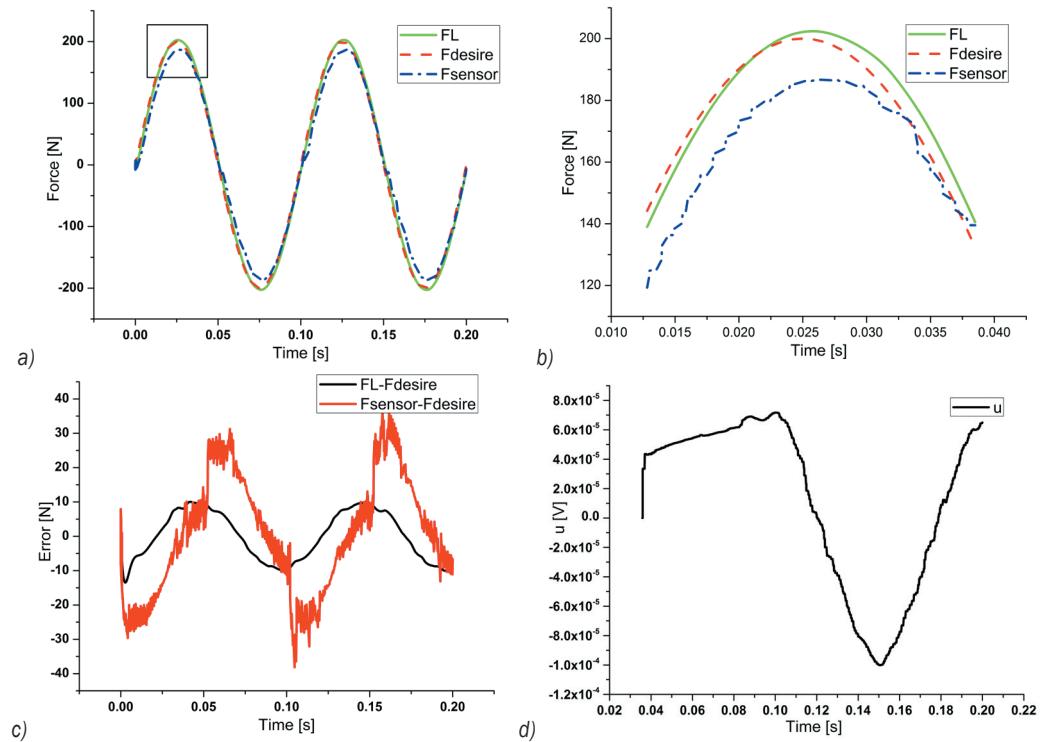 FL
Fdesire
Fsensor
Force [N]
200
100
0
-100
-200
0.00
0.05
0.10
0.15
0.20
Time [s]
a)
FL
Fdesire
Fsensor
Force [N]
200
180
160
140
120
0.010
0.015
0.020
0.025
0.030
0.035
0.040
Time [s]
b)
FL-Fdesire
Fsensor-Fdesire
Error [N]
40
30
20
10
0
-10
-20
-30
-40
0.00
0.05
0.10
0.15
0.20
Time [s]
c)
u
u [V]
8.0x10⁻⁵
6.0x10⁻⁵
4.0x10⁻⁵
2.0x10⁻⁵
0.0
-2.0x10⁻⁵
-4.0x10⁻⁵
-6.0x10⁻⁵
-8.0x10⁻⁵
-1.0x10⁻⁴
-1.2x10⁻⁴
0.02
0.04
0.06
0.08
0.10
0.12
0.14
0.16
0.18
0.20
0.22
Time [s]
d)